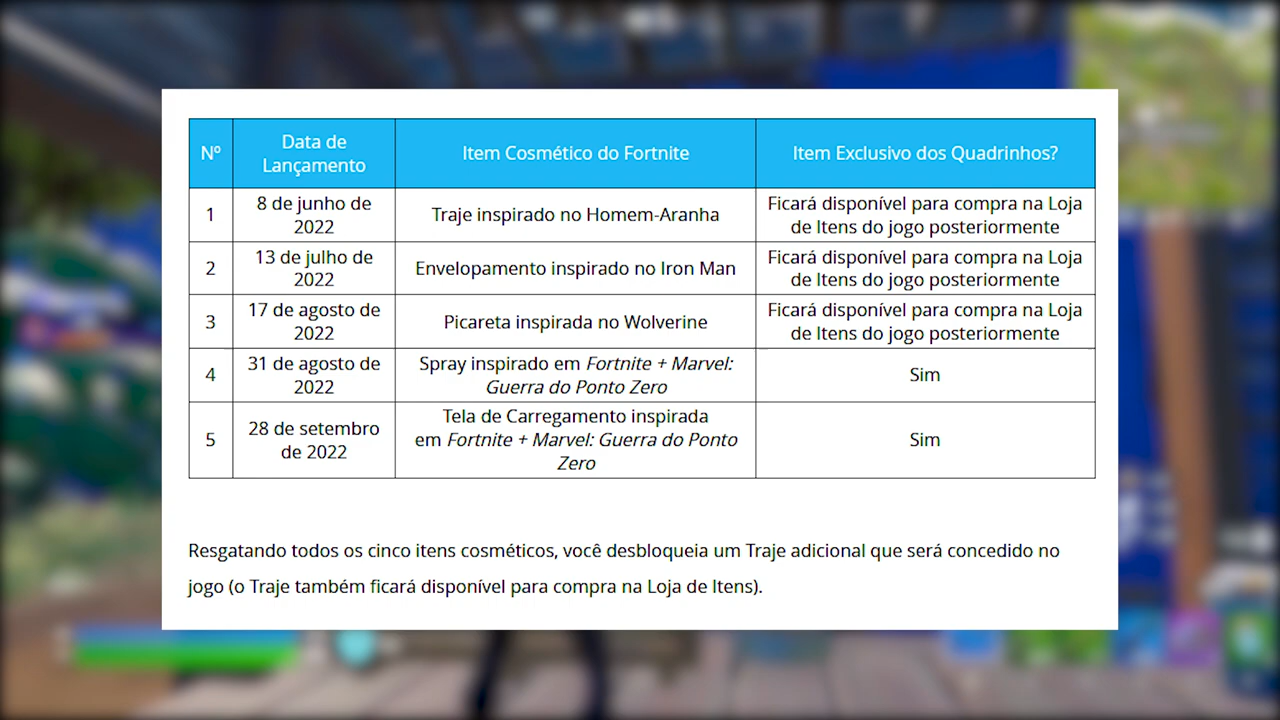 Nº
Data de
Lançamento
Item Cosmético do Fortnite
Item Exclusivo dos Quadrinhos?
1
8 de junho de
2022
Traje inspirado no Homem-Aranha
Ficará disponível para compra na Loja
de Itens do jogo posteriormente
2
13 de julho de
2022
Envelopamento inspirado no Iron Man
Ficará disponível para compra na Loja
de Itens do jogo posteriormente
3
17 de agosto de
2022
Picareta inspirada no Wolverine
Ficará disponível para compra na Loja
de Itens do jogo posteriormente
4
31 de agosto de
2022
Spray inspirado em Fortnite + Marvel:
Guerra do Ponto Zero
Sim
5
28 de setembro
de 2022
Tela de Carregamento inspirada
em Fortnite + Marvel: Guerra do Ponto
Zero
Sim
Resgatando todos os cinco itens cosméticos, você desbloqueia um Traje adicional que será concedido no
jogo (o Traje também ficará disponível para compra na Loja de Itens).